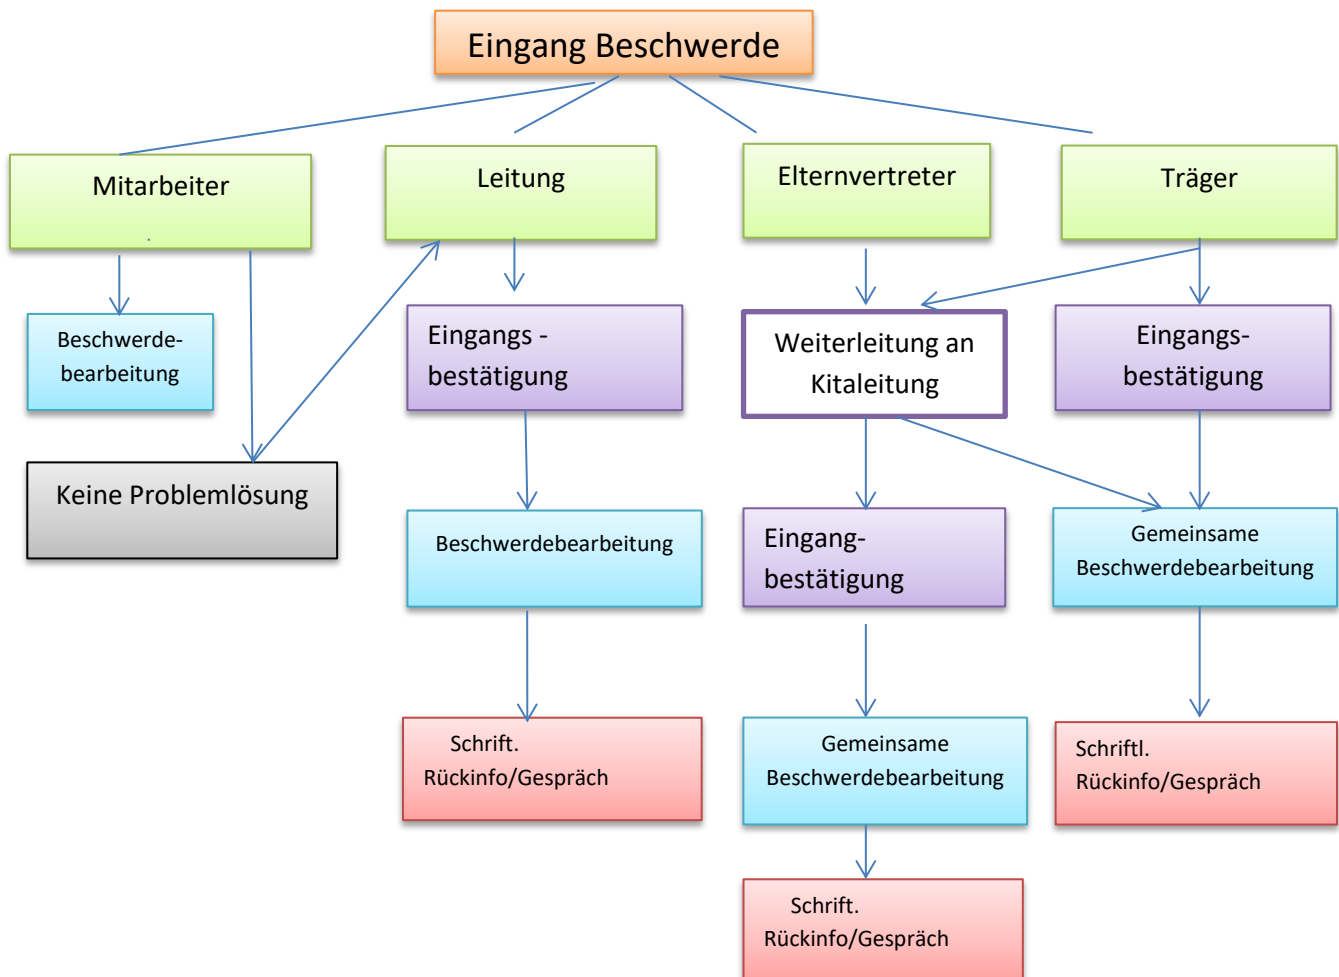 Eingang Beschwerde
Mitarbeiter
.
Leitung
Elternvertreter
Träger
Beschwerde-
bearbeitung
Eingangs -
bestätigung
Weiterleitung an
Kitaleitung
Eingangs-
bestätigung
Keine Problemlösung
Beschwerdebearbeitung
Eingang-
bestätigung
Gemeinsame
Beschwerdebearbeitung
Schrift.
Rückinfo/Gespräch
Gemeinsame
Beschwerdebearbeitung
Schriftl.
Rückinfo/Gespräch
Schrift.
Rückinfo/Gespräch